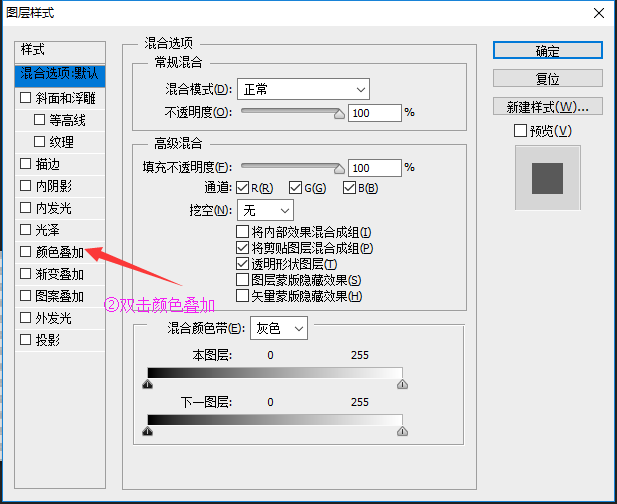 图层样式
样式
混合选项:默认
斜面和浮雕
等高线
纹理
描边
内阴影
内发光
光泽
颜色叠加
渐变叠加
图案叠加
外发光
投影
②双击颜色叠加
混合选项
常规混合
混合模式(D): 正常
不透明度(O): 100 %
高级混合
填充不透明度(F): 100 %
通道: R(R) G(G) B(B)
挖空(N): 无
将内部效果混合成组(I)
将剪贴图层混合成组(P)
透明形状图层(T)
图层蒙版隐藏效果(S)
矢量蒙版隐藏效果(H)
混合颜色带(E): 灰色
本图层: 0 255
下一图层: 0 255
确定
复位
新建样式(W)...
预览(V)